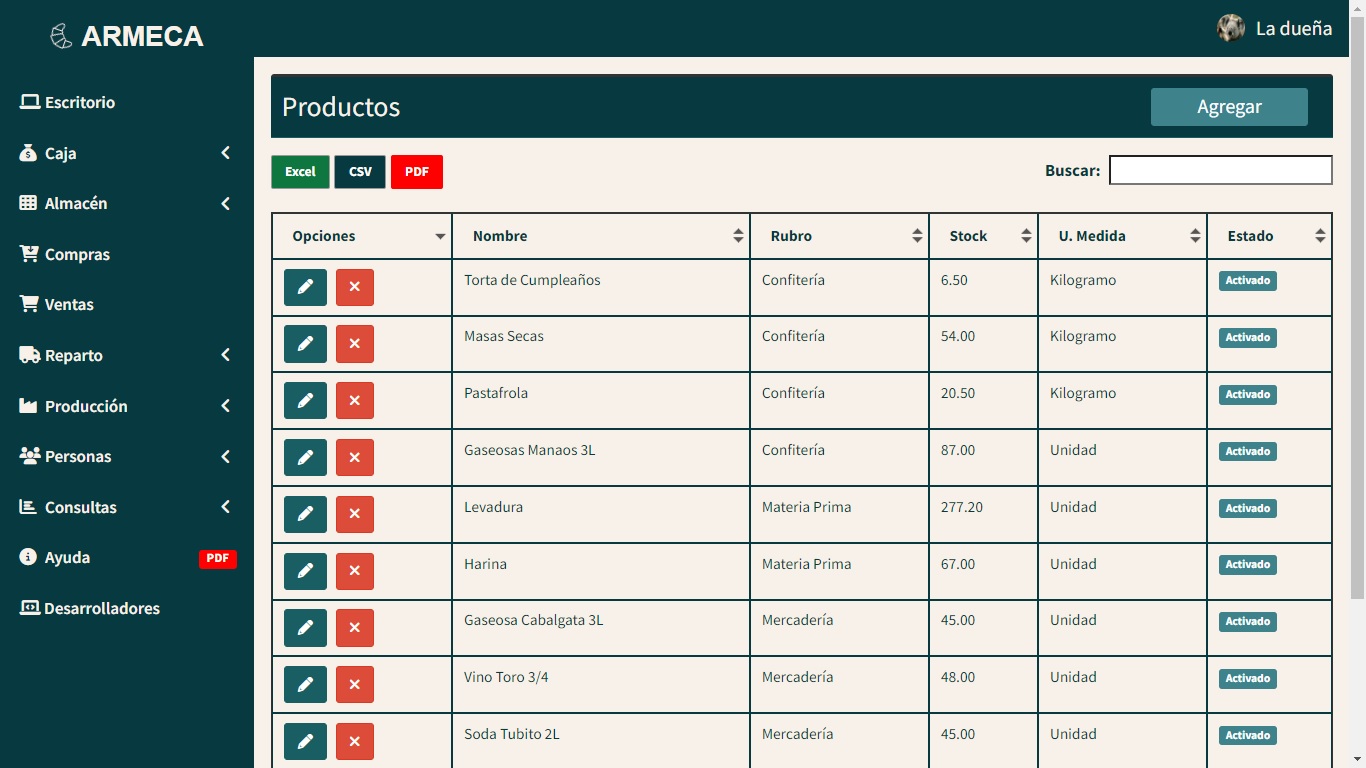 ARMECA
La dueña
Escritorio
Caja
Almacén
Compras
Ventas
Reparto
Producción
Personas
Consultas
Ayuda PDF
Desarrolladores
Productos Agregar
Excel CSV PDF Buscar:
Opciones Nombre Rubro Stock U. Medida Estado
Torta de Cumpleaños Confitería 6.50 Kilogramo Activado
Masas Secas Confitería 54.00 Kilogramo Activado
Pastafrola Confitería 20.50 Kilogramo Activado
Gaseosas Manaos 3L Confitería 87.00 Unidad Activado
Levadura Materia Prima 277.20 Unidad Activado
Harina Materia Prima 67.00 Unidad Activado
Gaseosa Cabalgata 3L Mercadería 45.00 Unidad Activado
Vino Toro 3/4 Mercadería 48.00 Unidad Activado
Soda Tubito 2L Mercadería 45.00 Unidad Activado